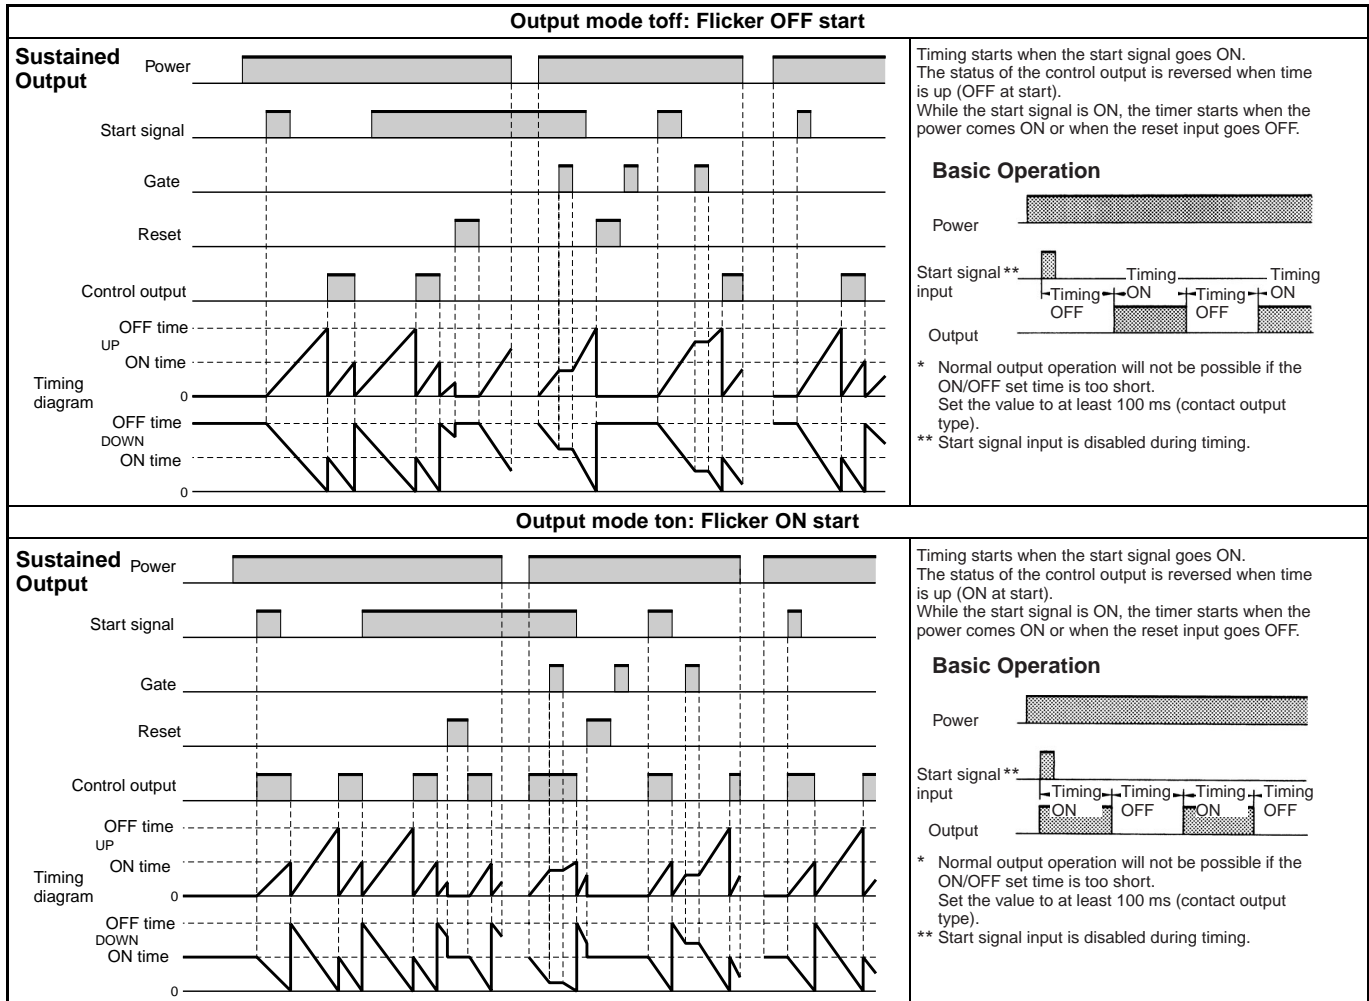 Output mode toff: Flicker OFF start
Sustained
Output
Power
Start signal
Gate
Reset
Control output
OFF time
UP
ON time
Timing
diagram
0
OFF time
DOWN
ON time
0
Timing starts when the start signal goes ON.
The status of the control output is reversed when time
is up (OFF at start).
While the start signal is ON, the timer starts when the
power comes ON or when the reset input goes OFF.
Basic Operation
Power
Start signal **
input
Timing
OFF
Timing
ON
Timing
OFF
Timing
ON
Output
* Normal output operation will not be possible if the
ON/OFF set time is too short.
Set the value to at least 100 ms (contact output
type).
** Start signal input is disabled during timing.
Output mode ton: Flicker ON start
Sustained
Output
Power
Start signal
Gate
Reset
Control output
OFF time
UP
ON time
Timing
diagram
0
OFF time
DOWN
ON time
0
Timing starts when the start signal goes ON.
The status of the control output is reversed when time
is up (ON at start).
While the start signal is ON, the timer starts when the
power comes ON or when the reset input goes OFF.
Basic Operation
Power
Start signal **
input
Timing
ON
Timing
OFF
Timing
ON
Timing
OFF
Output
* Normal output operation will not be possible if the
ON/OFF set time is too short.
Set the value to at least 100 ms (contact output
type).
** Start signal input is disabled during timing.